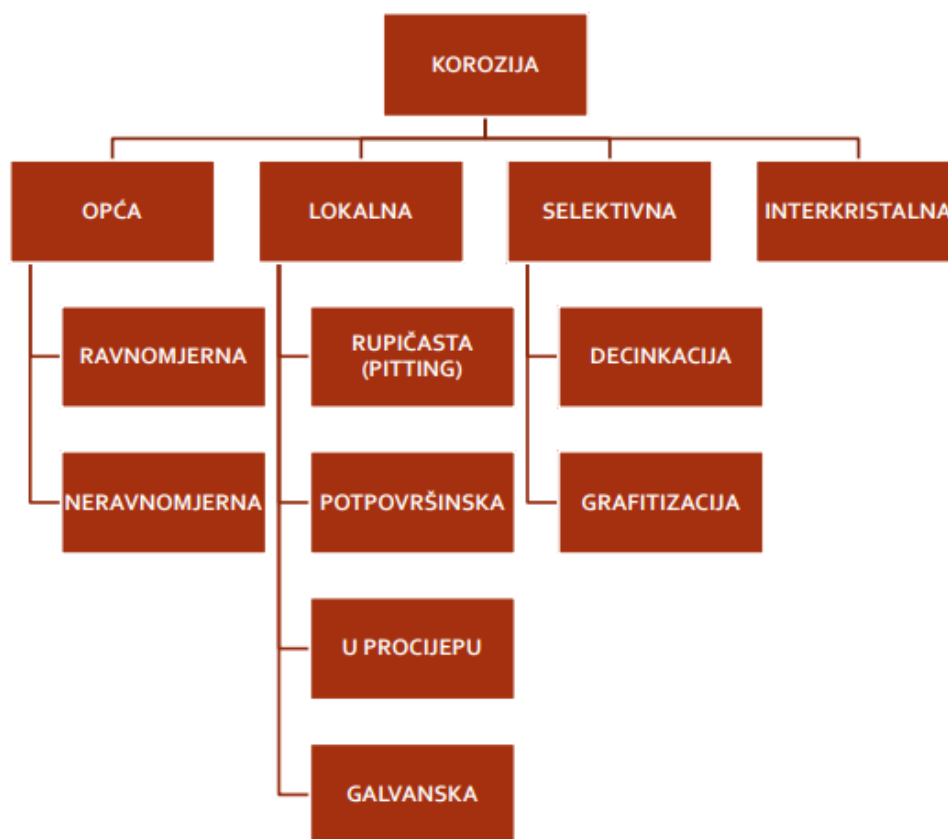 KOROZIJA
OPĆA
LOKALNA
SELEKTIVNA
INTERKRISTALNA
RAVNOMJERNA
RUPIČASTA
(PITTING)
DECINKACIJA
NERAVNOMJERNA
POTPOVRŠINSKA
GRAFITIZACIJA
U PROCIJEPU
GALVANSKA